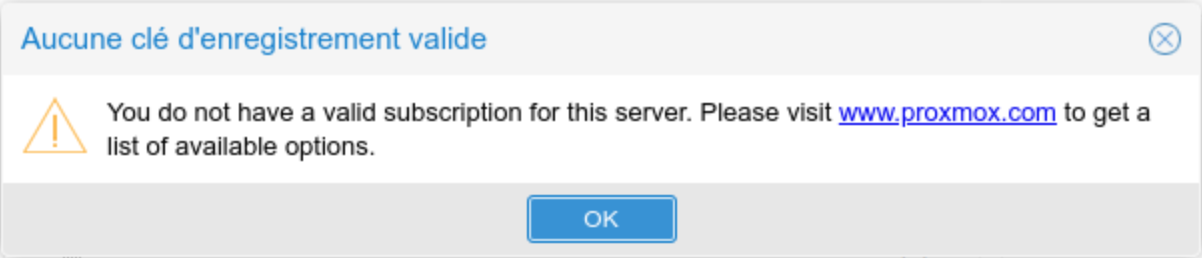 Aucune clé d'enregistrement valide
You do not have a valid subscription for this server. Please visit www.proxmox.com to get a
list of available options.
OK